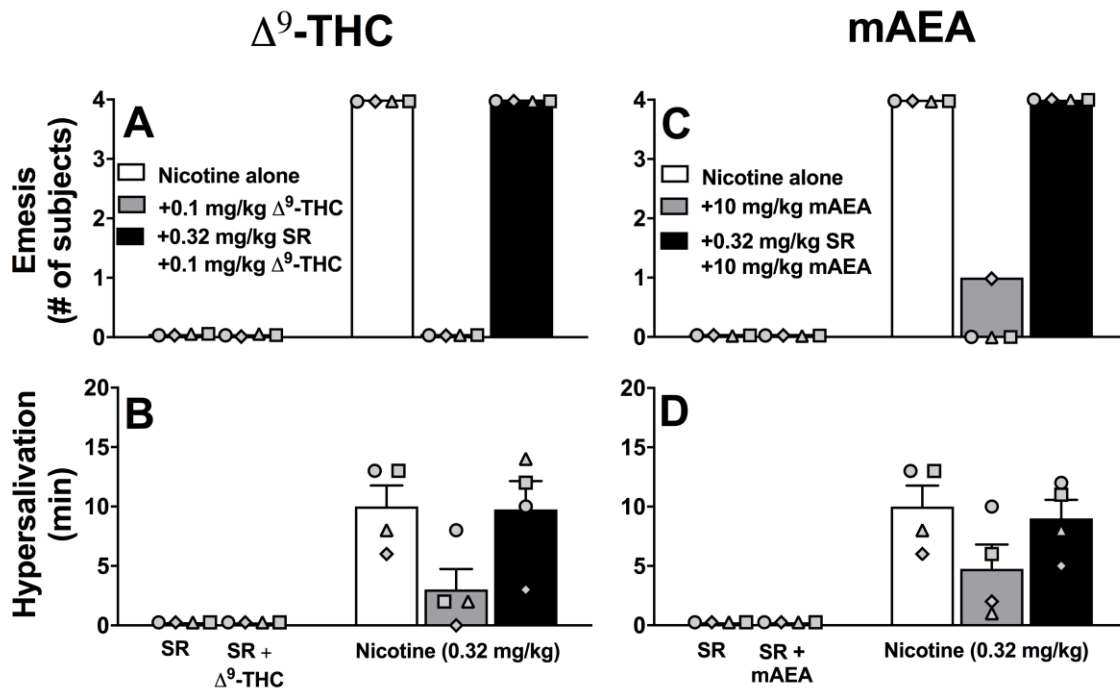 Δ⁹-THC
mAEA
Emesis
(# of subjects)
A
4
3
2
1
0
Nicotine alone
+0.1 mg/kg Δ⁹-THC
+0.32 mg/kg SR
+0.1 mg/kg Δ⁹-THC
C
4
3
2
1
0
Nicotine alone
+10 mg/kg mAEA
+0.32 mg/kg SR
+10 mg/kg mAEA
Hypersalivation
(min)
B
20
15
10
5
0
SR
SR +
Δ⁹-THC
Nicotine (0.32 mg/kg)
D
20
15
10
5
0
SR
SR +
mAEA
Nicotine (0.32 mg/kg)